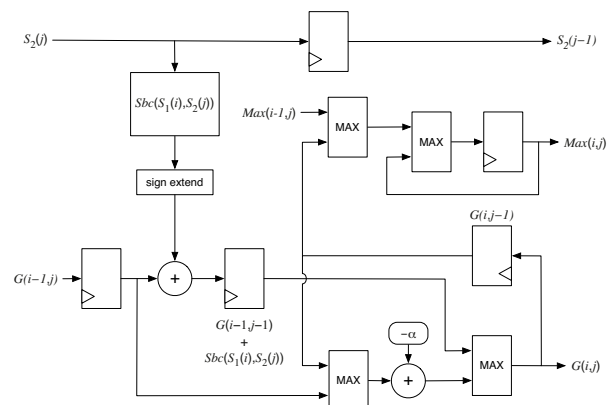 S₂(j)
S₂(j−1)
Sbc(S₁(i),S₂(j))
Max(i-1,j)
MAX
MAX
Max(i,j)
sign extend
G(i,j−1)
G(i−1,j)
+
G(i−1,j−1)
+
Sbc(S₁(i),S₂(j))
−α
MAX
+
MAX
G(i,j)